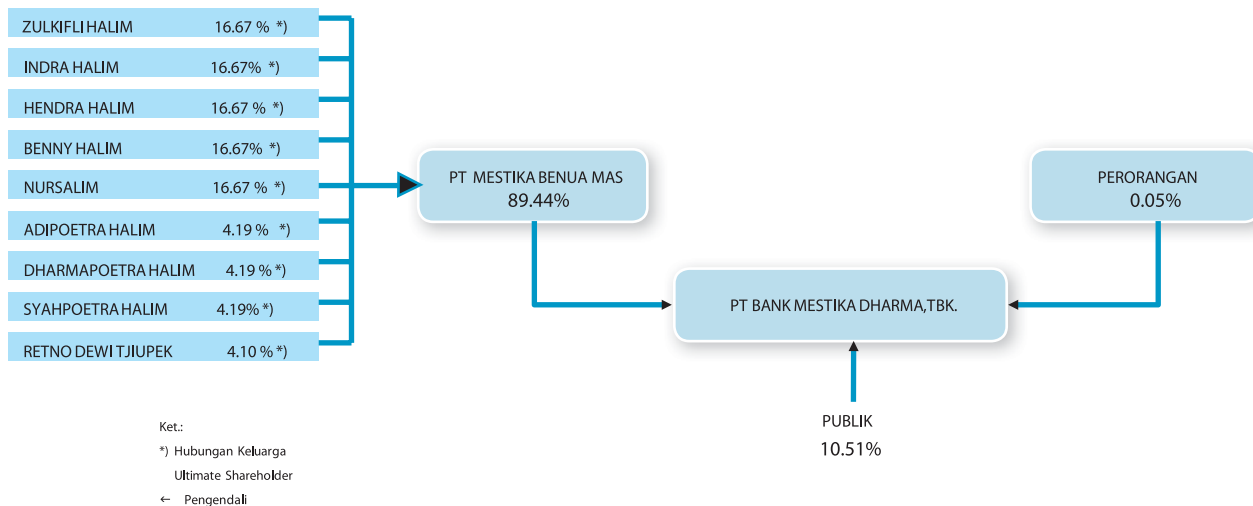 ZULKIFLI HALIM 16.67 % *)
INDRA HALIM 16.67% *)
HENDRA HALIM 16.67 % *)
BENNY HALIM 16.67% *)
NURSALIM 16.67 % *)
ADIPOETRA HALIM 4.19 % *)
DHARMAPOETRA HALIM 4.19 % *)
SYAHPOETRA HALIM 4.19% *)
RETNO DEWI TJIUPEK 4.10 % *)
PT MESTIKA BENUA MAS
89.44%
PERORANGAN
0.05%
PT BANK MESTIKA DHARMA,TBK.
PUBLIK
10.51%
Ket.:
*) Hubungan Keluarga
Ultimate Shareholder
← Pengendali